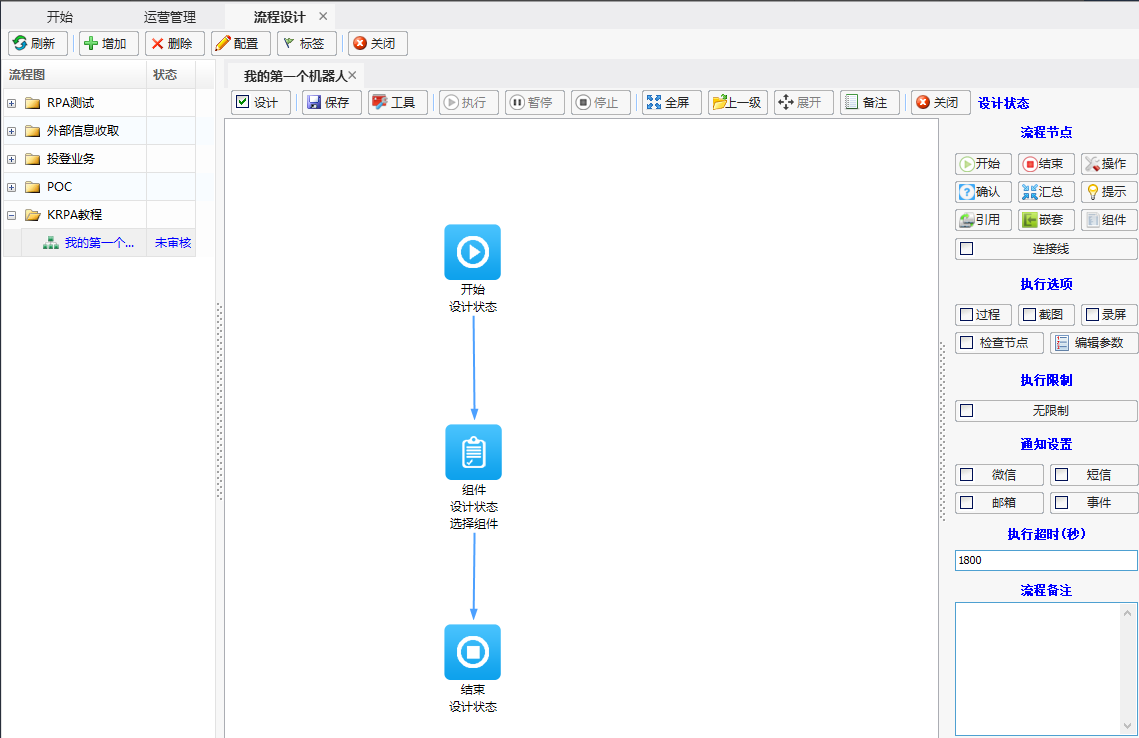 开始 运营管理 流程设计
刷新 增加 删除 配置 标签 关闭
流程图 状态
RPA测试
外部信息收取
投登业务
POC
KRPA教程
我的第一个... 未审核
我的第一个机器人
设计 保存 工具 执行 暂停 停止 全屏 上一级 展开 备注 关闭 设计状态
开始
设计状态
组件
设计状态
选择组件
结束
设计状态
流程节点
开始 结束 操作
确认 汇总 提示
引用 嵌套 组件
连接线
执行选项
过程 截图 录屏
检查节点 编辑参数
执行限制
无限制
通知设置
微信 短信
邮箱 事件
执行超时(秒)
1800
流程备注